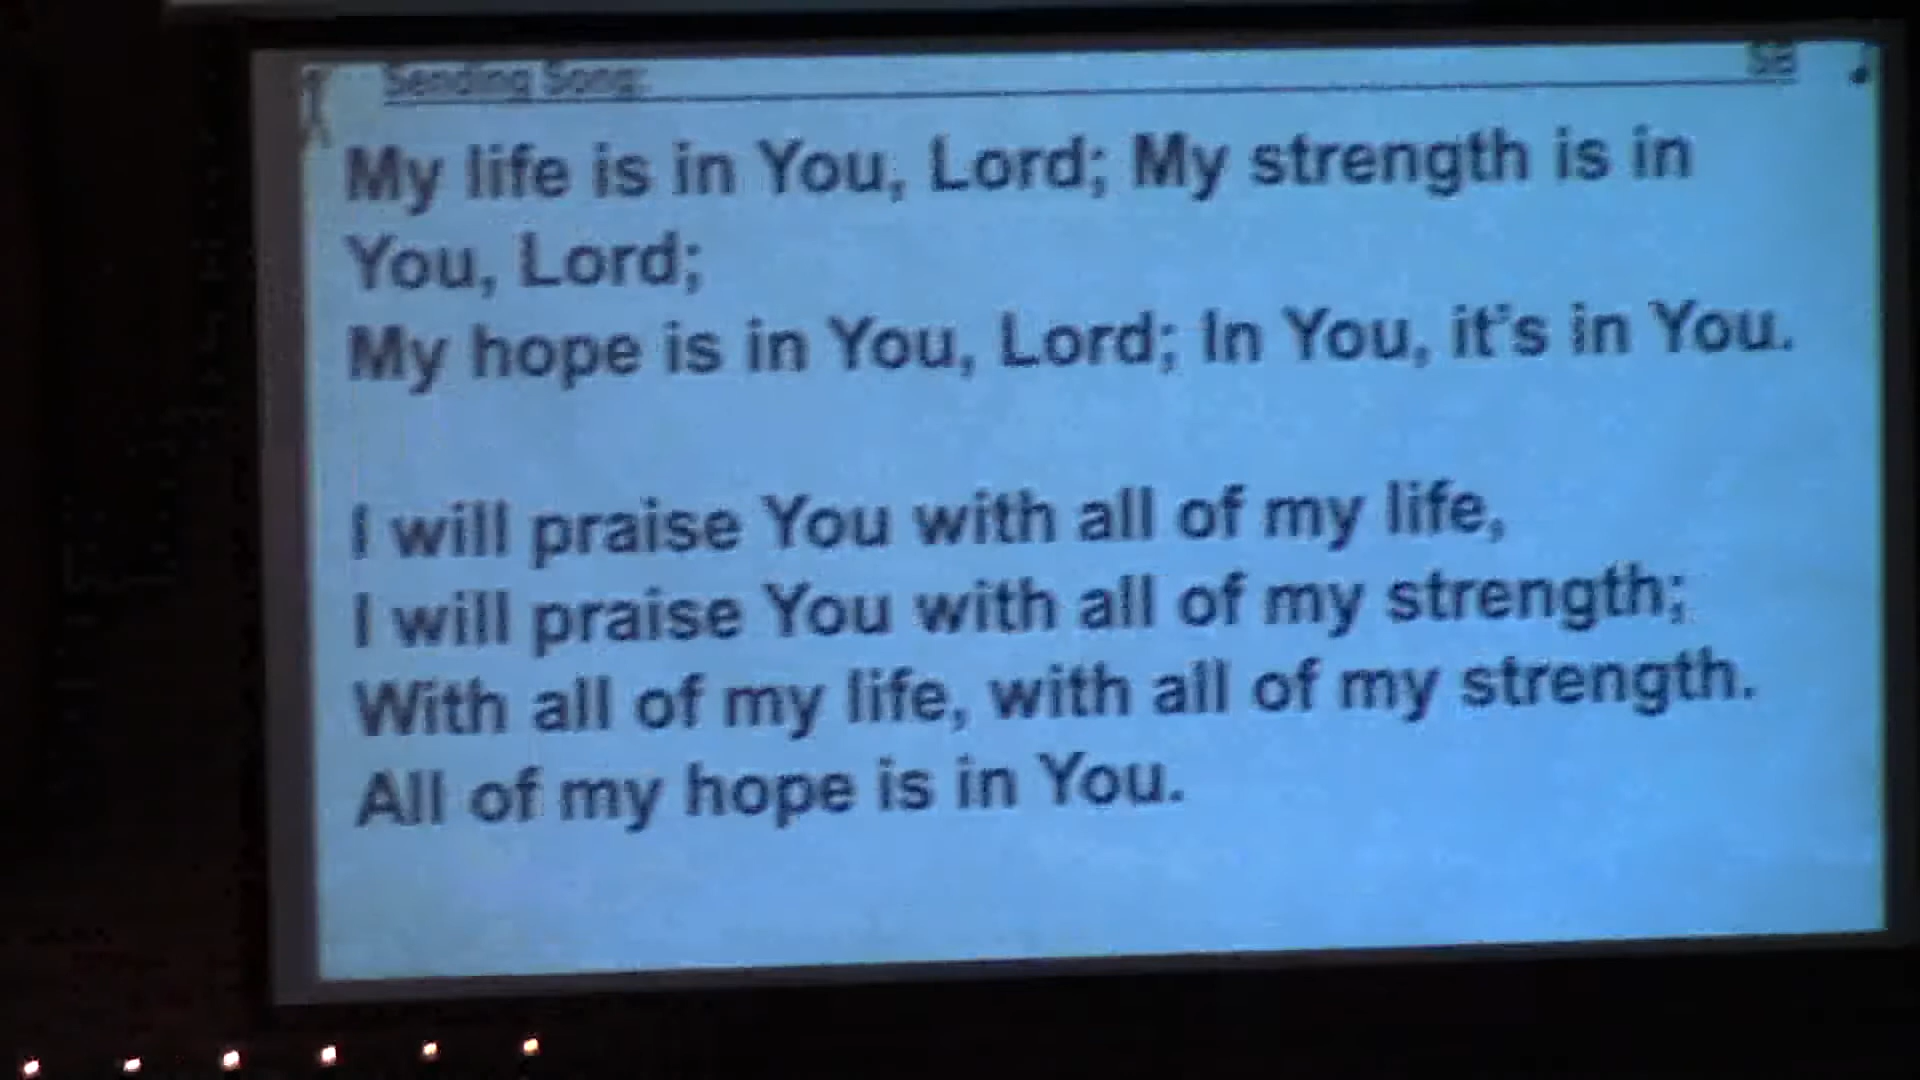 Sending Song:
SB
My life is in You, Lord; My strength is in
You, Lord;
My hope is in You, Lord; In You, it's in You.
I will praise You with all of my life,
I will praise You with all of my strength;
With all of my life, with all of my strength.
All of my hope is in You.